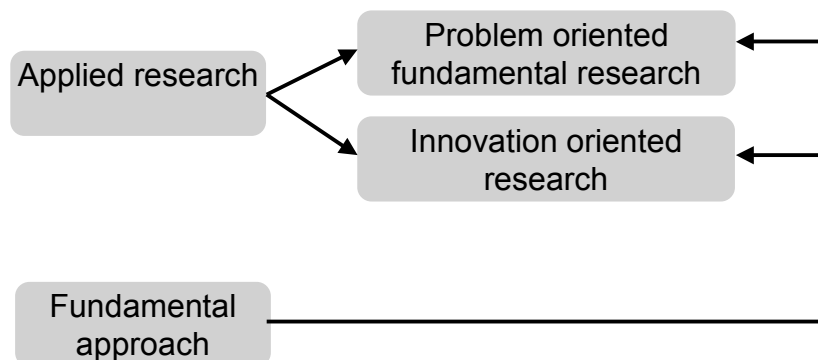 Applied research
Problem oriented
fundamental research
Innovation oriented
research
Fundamental
approach